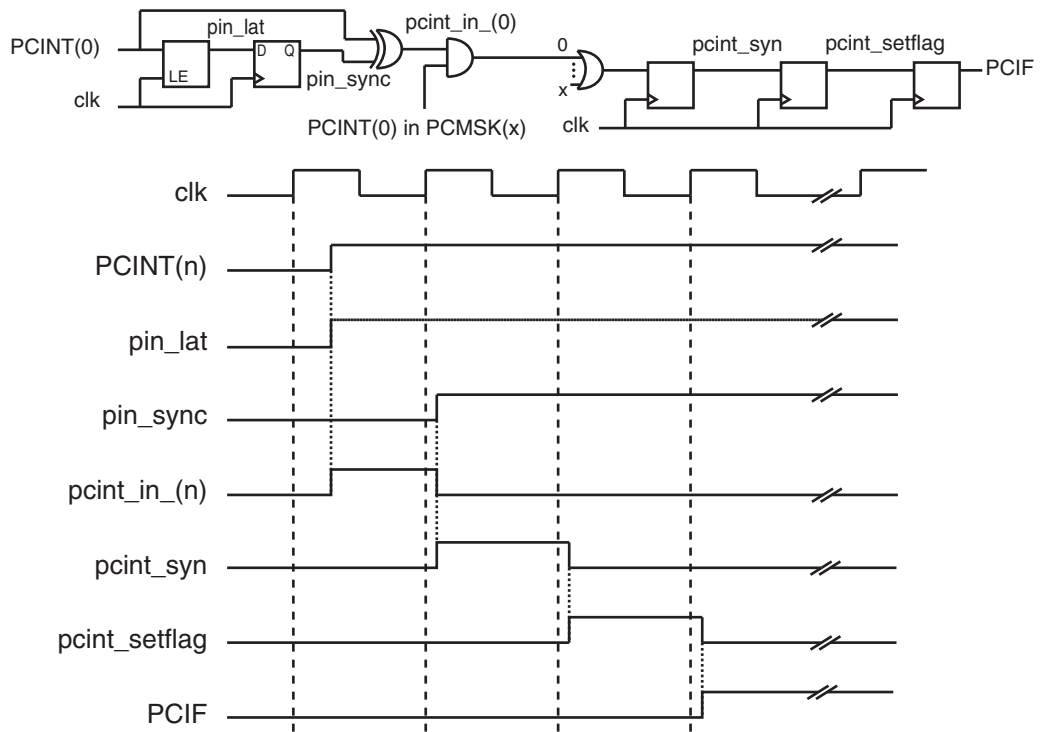 pin_lat
pcint_in_(0)
PCINT(0)
D Q
LE
pin_sync
clk
PCINT(0) in PCMSK(x)
0
x
clk
pcint_syn
pcint_setflag
PCIF
clk
PCINT(n)
pin_lat
pin_sync
pcint_in_(n)
pcint_syn
pcint_setflag
PCIF